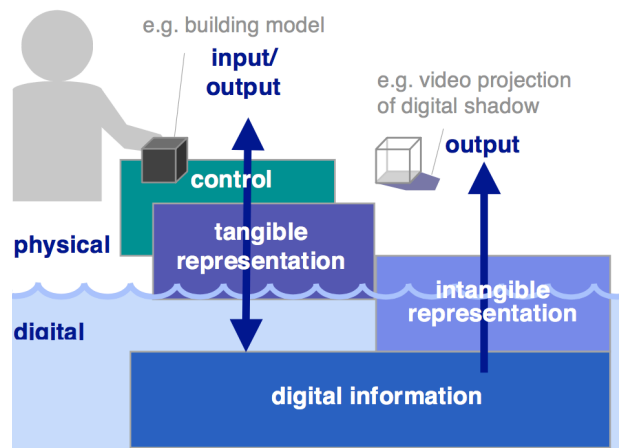 e.g. building model
input/
output
e.g. video projection
of digital shadow
output
control
physical
tangible
representation
intangible
representation
digital
digital information